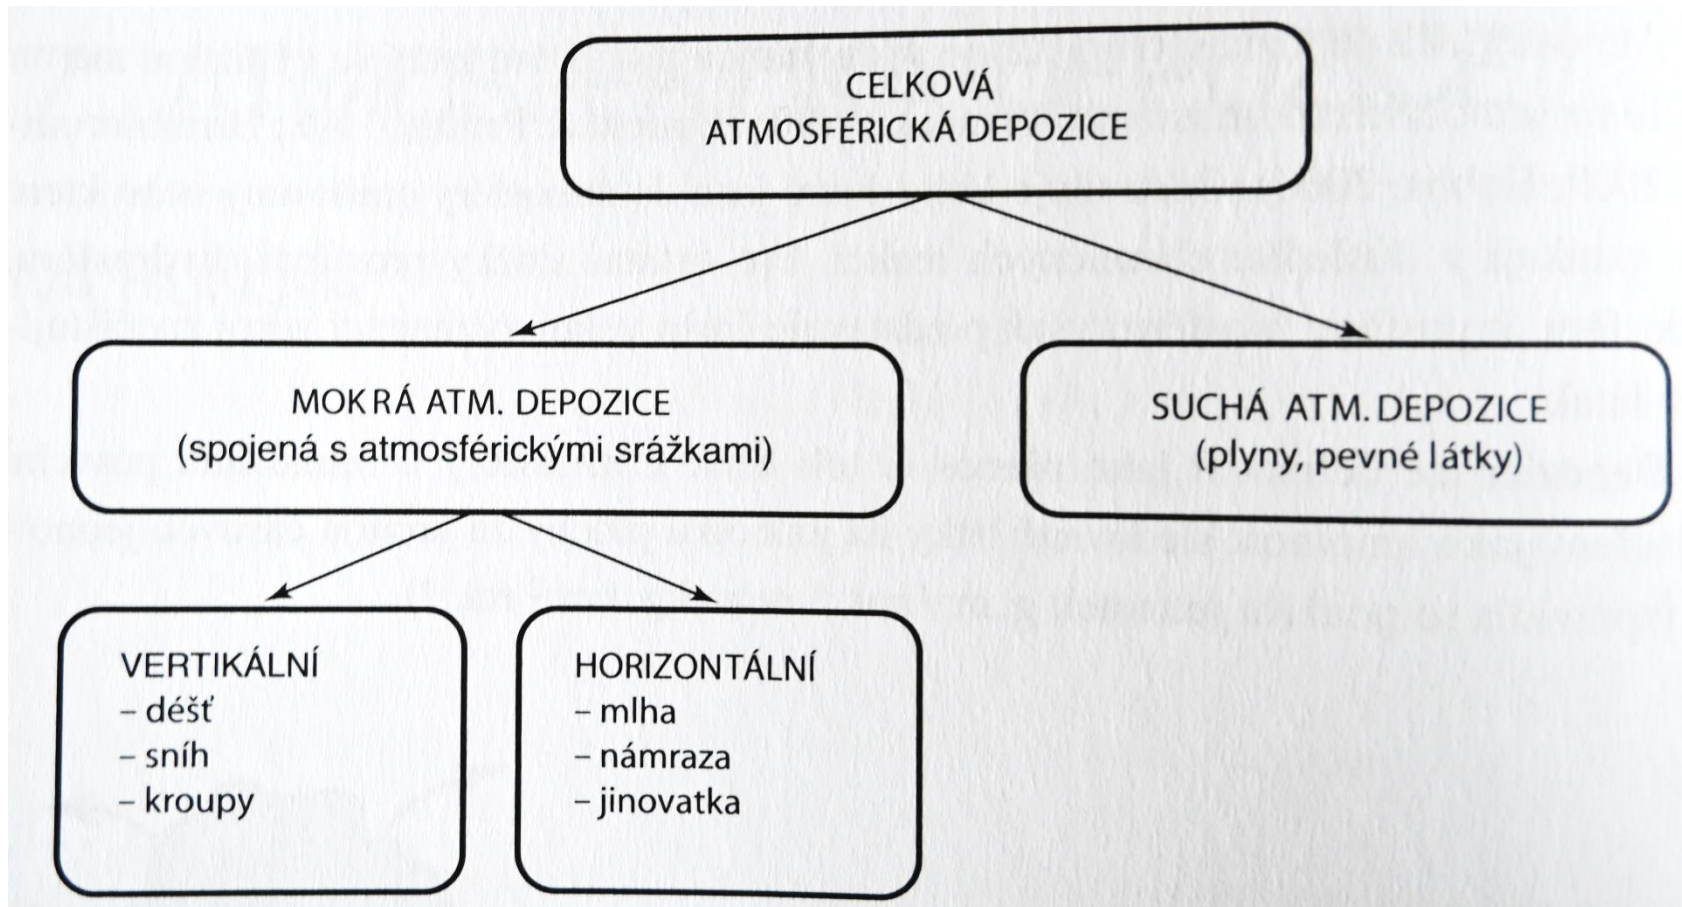 CELKOVÁ
ATMOSFÉRICKÁ DEPOZICE
MOKRÁ ATM. DEPOZICE
(spojená s atmosférickými srážkami)
SUCHÁ ATM. DEPOZICE
(plyny, pevné látky)
VERTIKÁLNÍ
– déšť
– sníh
– kroupy
HORIZONTÁLNÍ
– mlha
– námraza
– jinovatka